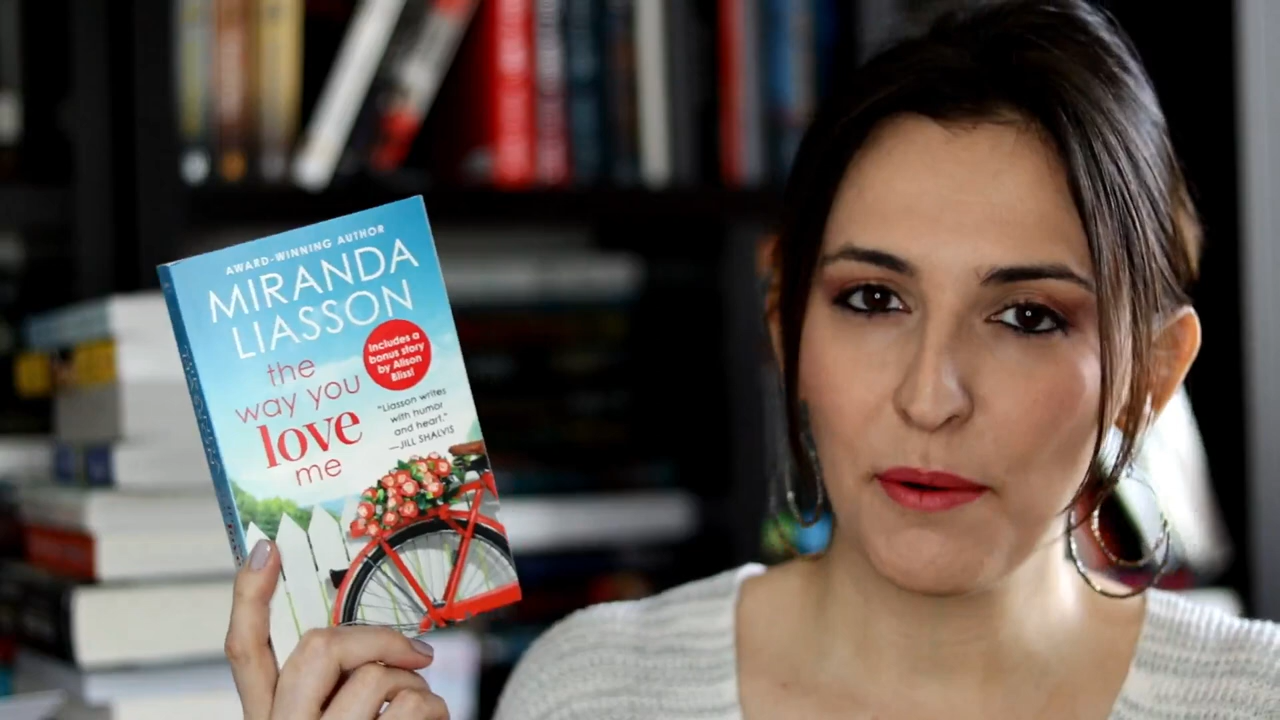 AWARD-WINNING AUTHOR
MIRANDA
LIASSON
the
way you
love
me
Includes a
bonus story
by Alison
Bliss!
"Liasson writes
with humor
and heart."
—JILL SHALVIS